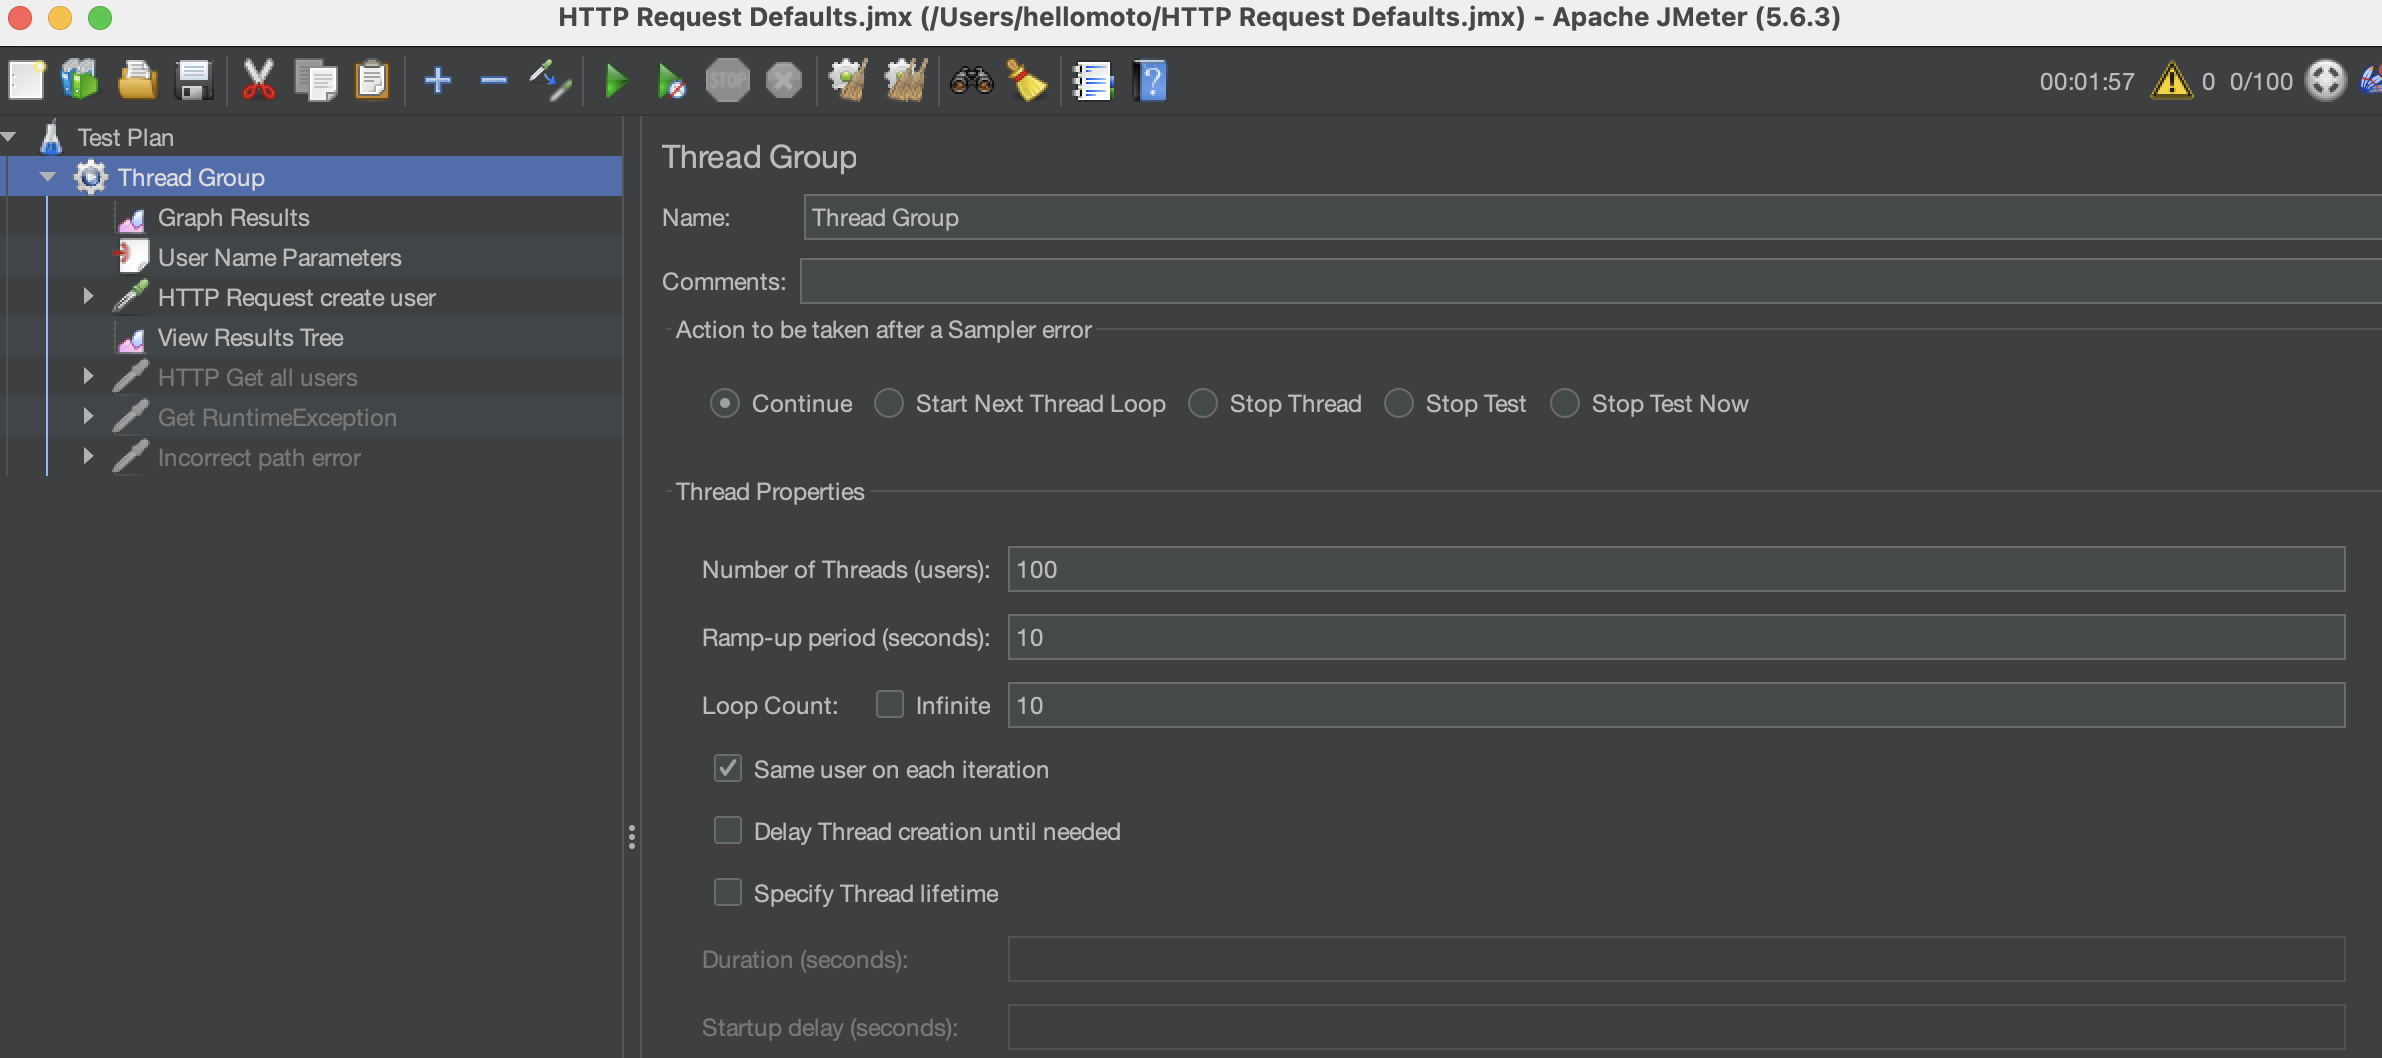 HTTP Request Defaults.jmx (/Users/hellomoto/HTTP Request Defaults.jmx) - Apache JMeter (5.6.3)
STOP
00:01:57 0 0/100
Test Plan
Thread Group
Graph Results
User Name Parameters
HTTP Request create user
View Results Tree
HTTP Get all users
Get RuntimeException
Incorrect path error
Thread Group
Name: Thread Group
Comments:
Action to be taken after a Sampler error
Continue Start Next Thread Loop Stop Thread Stop Test Stop Test Now
Thread Properties
Number of Threads (users): 100
Ramp-up period (seconds): 10
Loop Count: Infinite 10
Same user on each iteration
Delay Thread creation until needed
Specify Thread lifetime
Duration (seconds):
Startup delay (seconds):